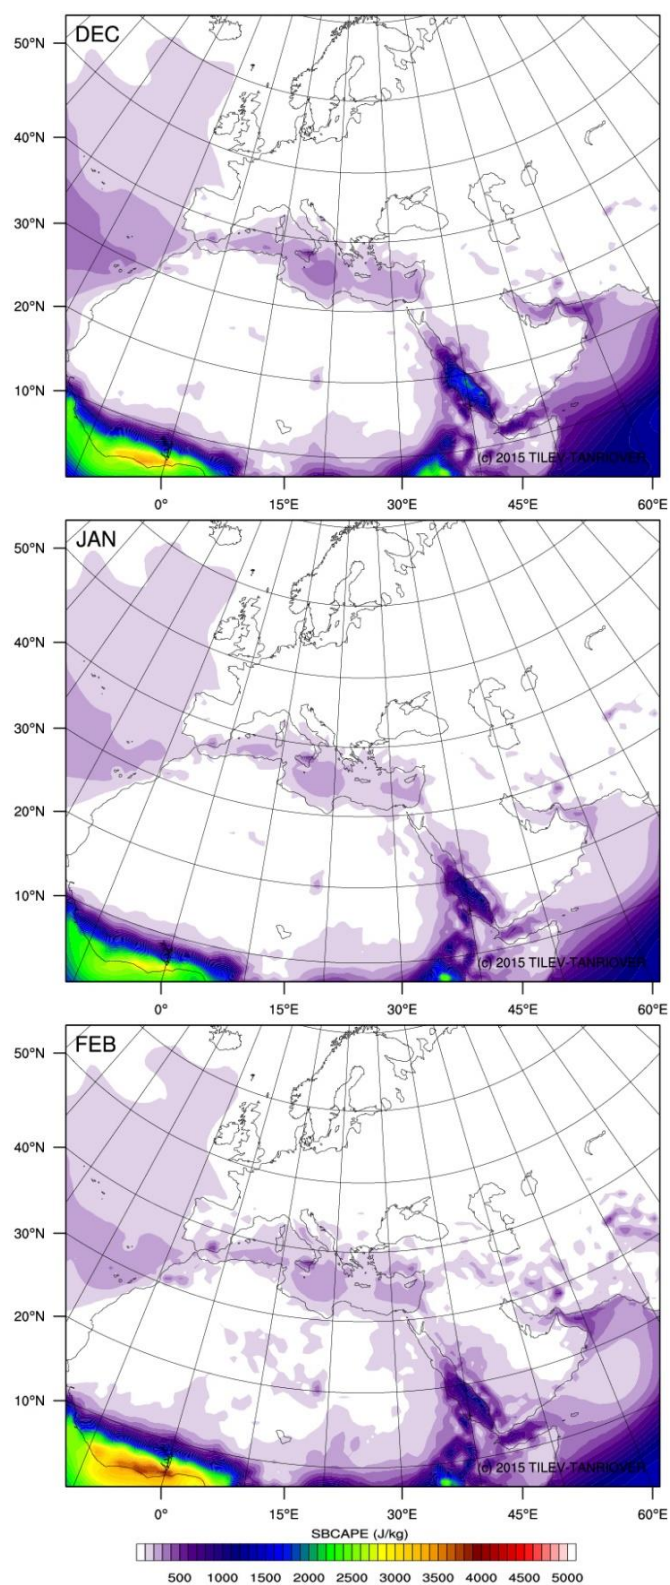 DEC
50°N
40°N
30°N
20°N
10°N
(c) 2015 TILEV-TANRIOVER
0°
15°E
30°E
45°E
60°E
JAN
50°N
40°N
30°N
20°N
10°N
(c) 2015 TILEV-TANRIOVER
0°
15°E
30°E
45°E
60°E
FEB
50°N
40°N
30°N
20°N
10°N
(c) 2015 TILEV-TANRIOVER
0°
15°E
30°E
45°E
60°E
SBCAPE (J/kg)
500 1000 1500 2000 2500 3000 3500 4000 4500 5000